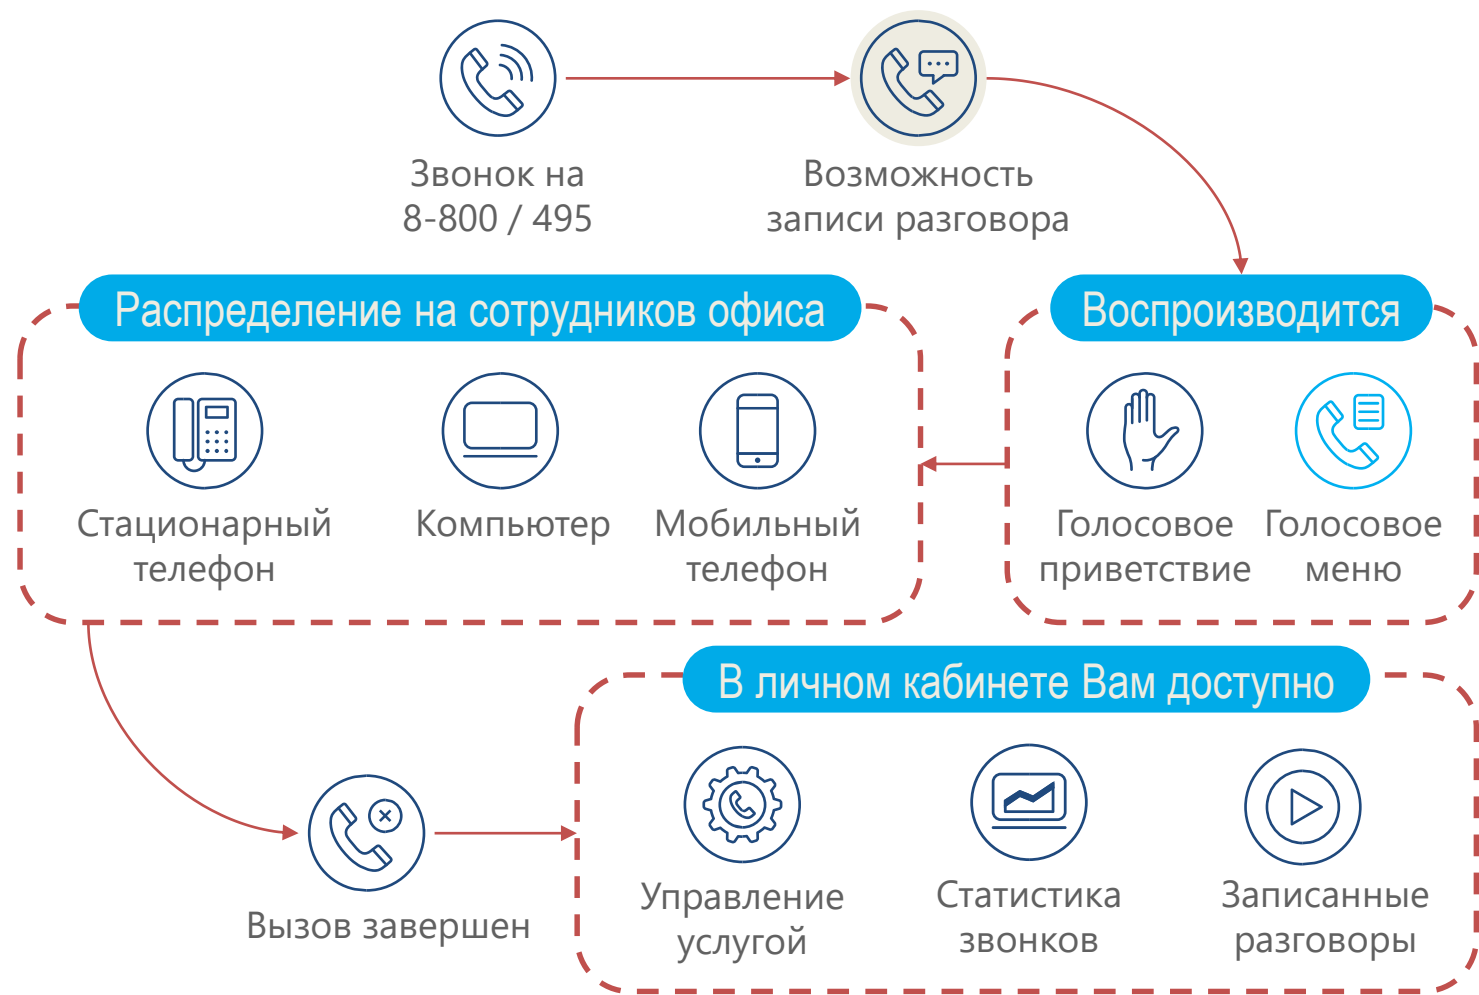 Звонок на
8-800 / 495
Возможность
записи разговора
Распределение на сотрудников офиса
Воспроизводится
Стационарный
телефон
Компьютер
Мобильный
телефон
Голосовое
приветствие
Голосовое
меню
В личном кабинете Вам доступно
Вызов завершен
Управление
услугой
Статистика
звонков
Записанные
разговоры